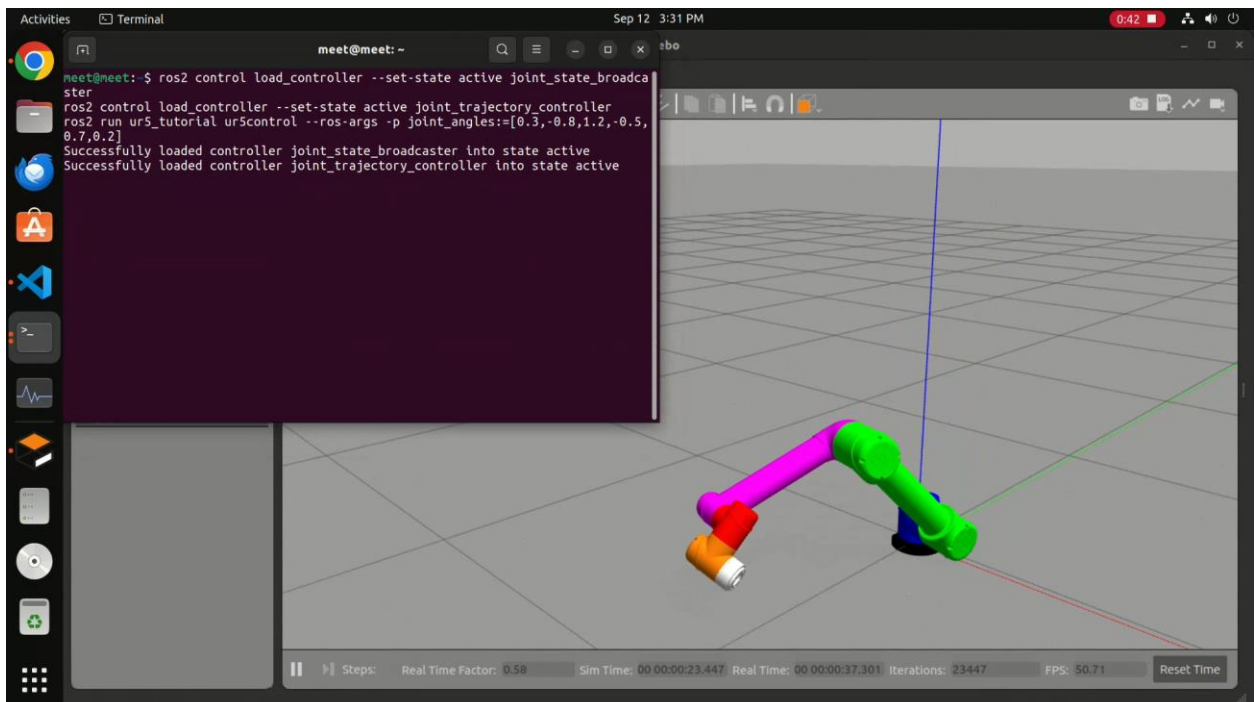 Activities
Terminal
Sep 12 3:31 PM
0:42
meet@meet: ~
ebo
meet@meet:~$ ros2 control load_controller --set-state active joint_state_broadca
ster
ros2 control load_controller --set-state active joint_trajectory_controller
ros2 run ur5_tutorial ur5control --ros-args -p joint_angles:=[0.3,-0.8,1.2,-0.5,
0.7,0.2]
Successfully loaded controller joint_state_broadcaster into state active
Successfully loaded controller joint_trajectory_controller into state active
Steps: Real Time Factor: 0.58 Sim Time: 00 00:00:23.447 Real Time: 00 00:00:37.301 Iterations: 23447 FPS: 50.71 Reset Time